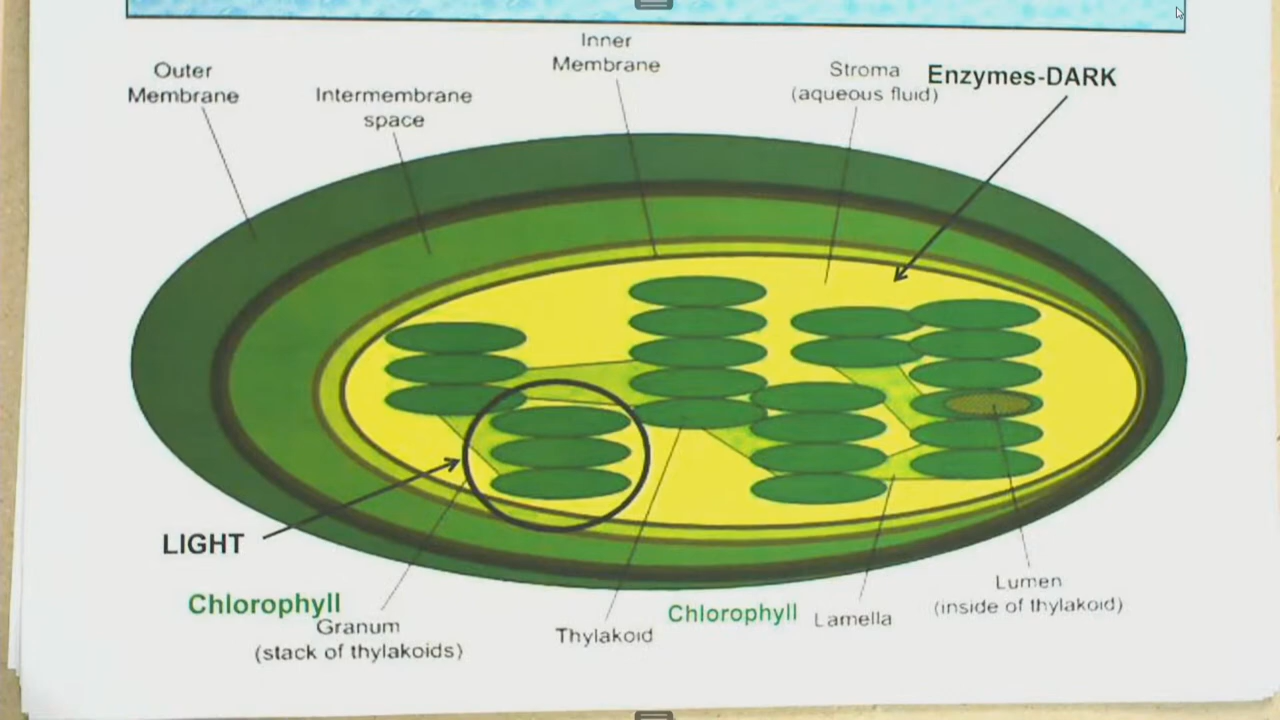 Outer
Membrane
Intermembrane
space
Inner
Membrane
Stroma
(aqueous fluid)
Enzymes-DARK
LIGHT
Chlorophyll
Granum
(stack of thylakoids)
Thylakoid
Chlorophyll
Lamella
Lumen
(inside of thylakoid)